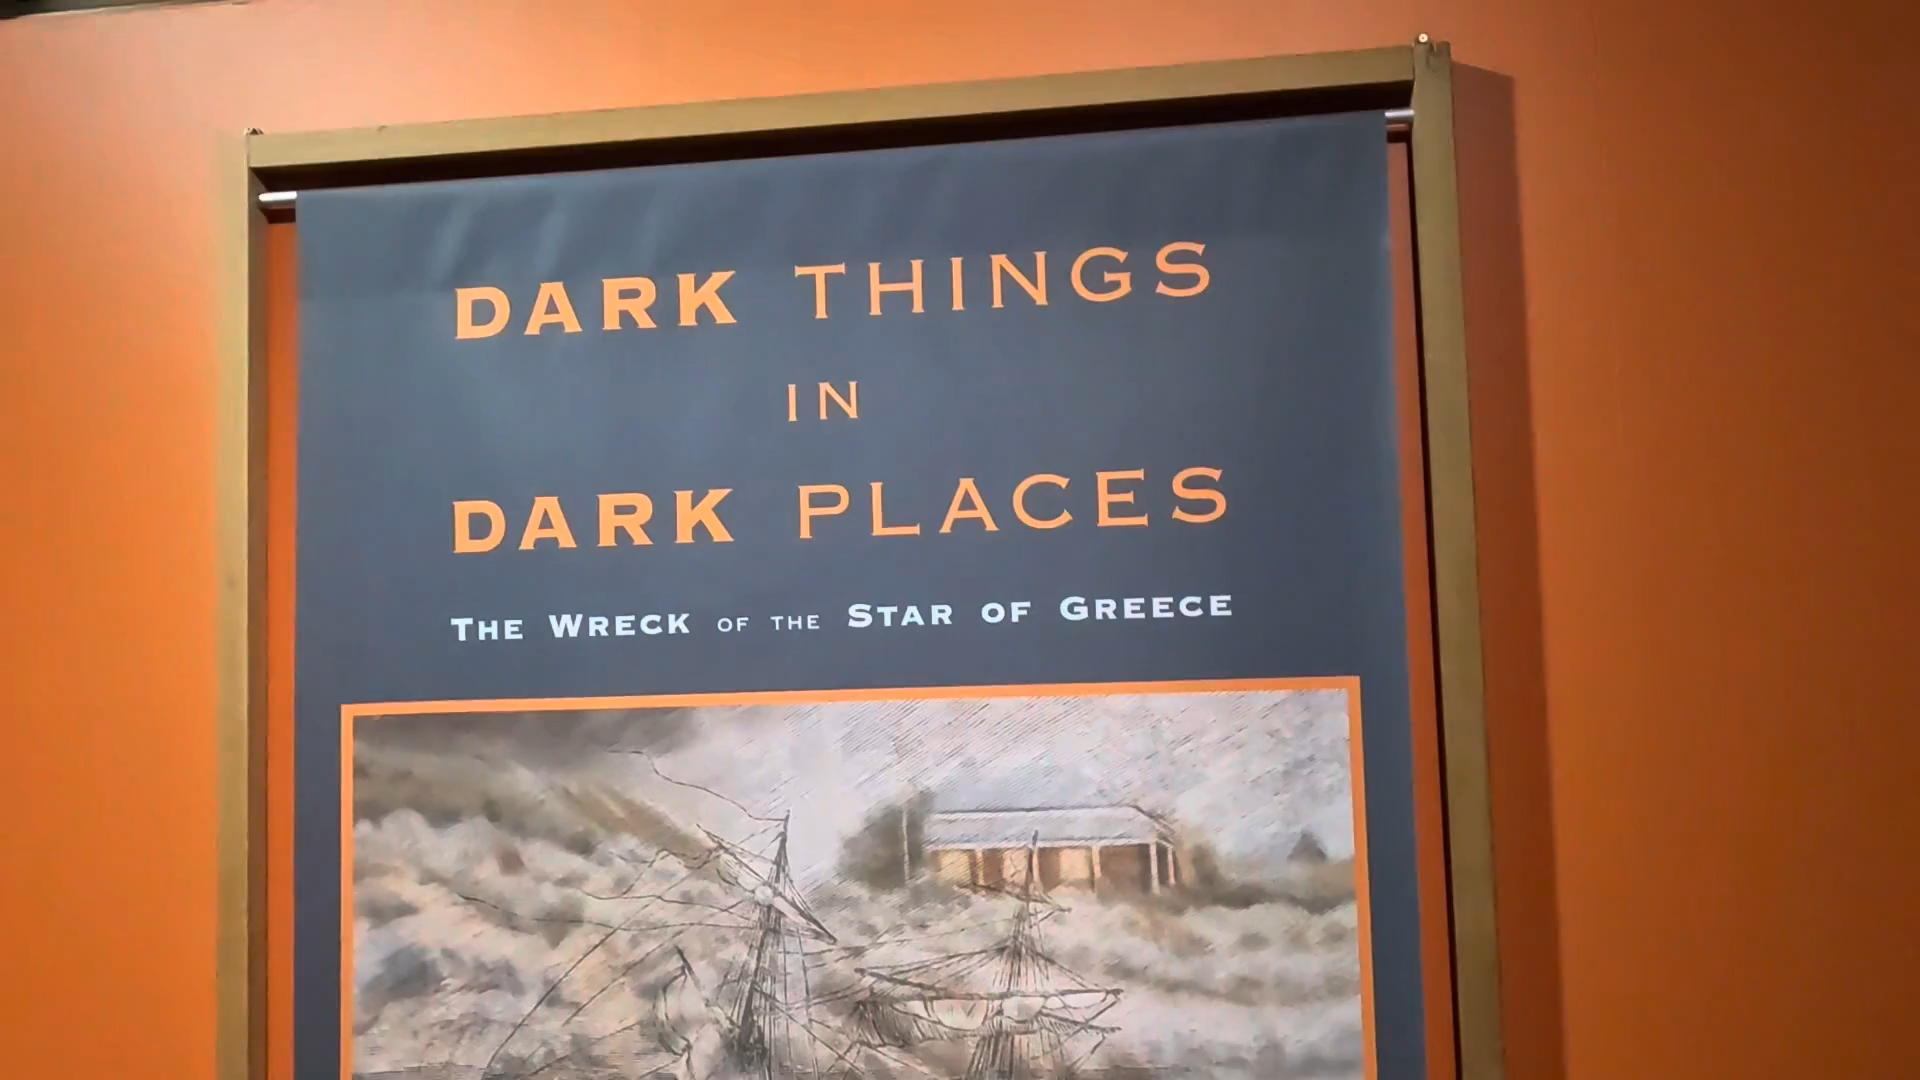 DARK THINGS
IN
DARK PLACES
THE WRECK OF THE STAR OF GREECE